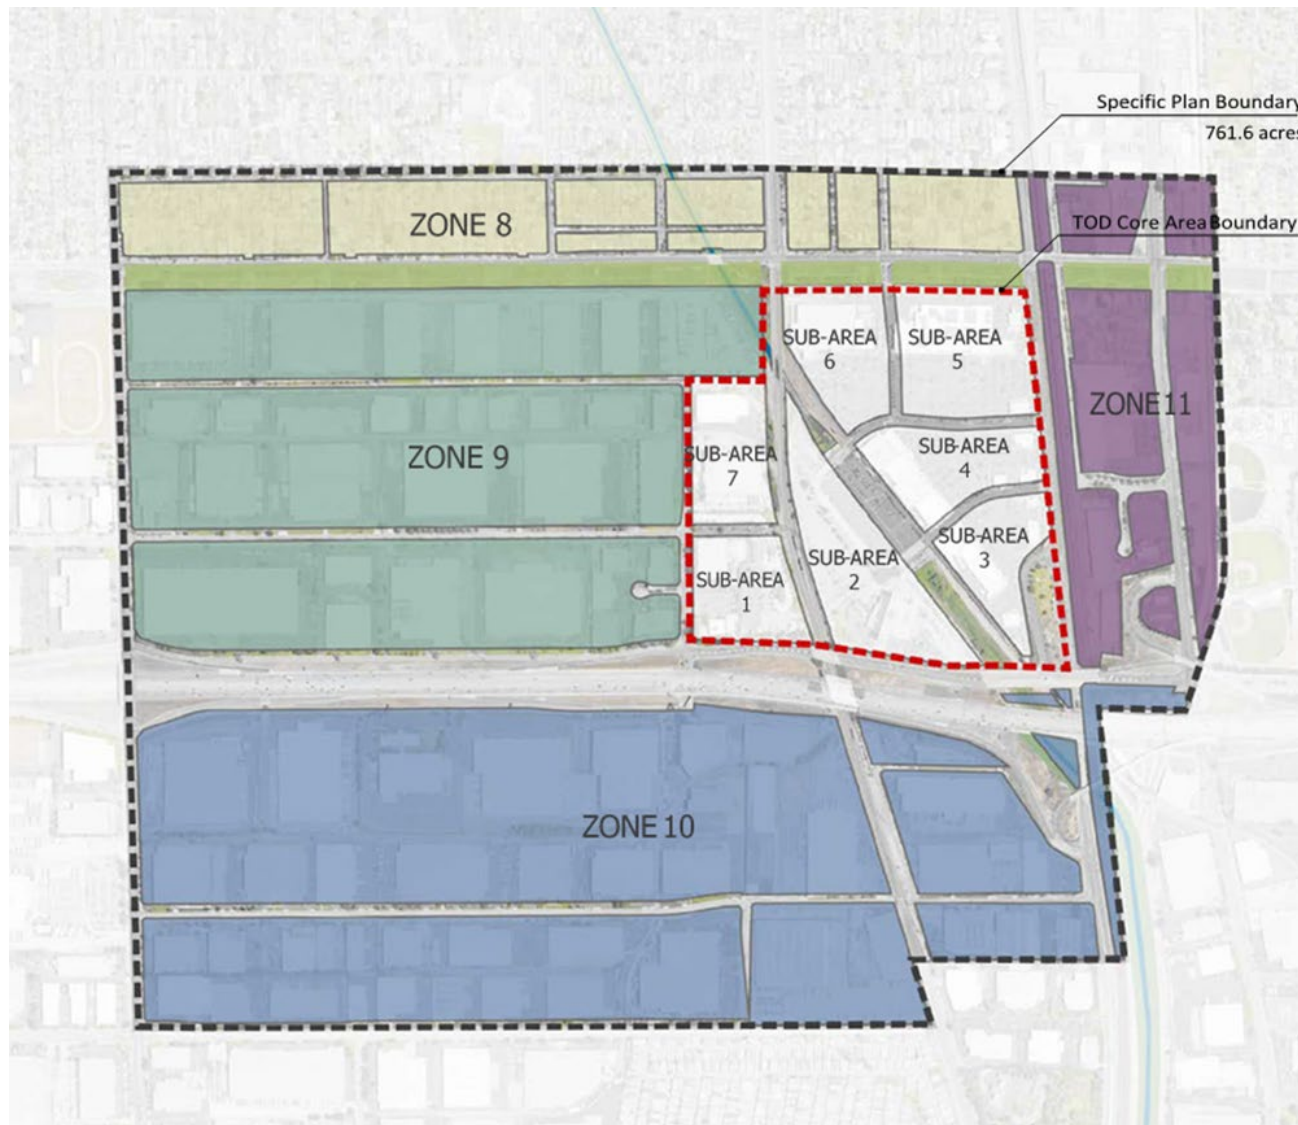 Specific Plan Boundary
761.6 acres
ZONE 8
TOD Core Area Boundary
SUB-AREA
6
SUB-AREA
5
ZONE 11
ZONE 9
SUB-AREA
7
SUB-AREA
4
SUB-AREA
3
SUB-AREA
2
SUB-AREA
1
ZONE 10